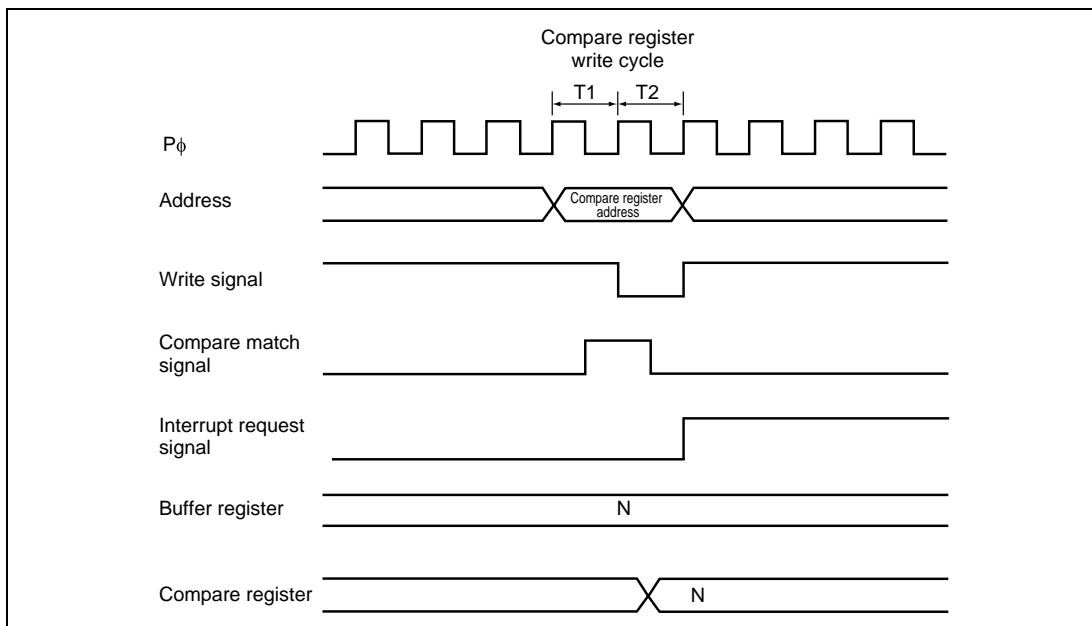 Compare register
write cycle
T1 T2
Pϕ
Address
Compare register
address
Write signal
Compare match
signal
Interrupt request
signal
Buffer register
N
Compare register
N